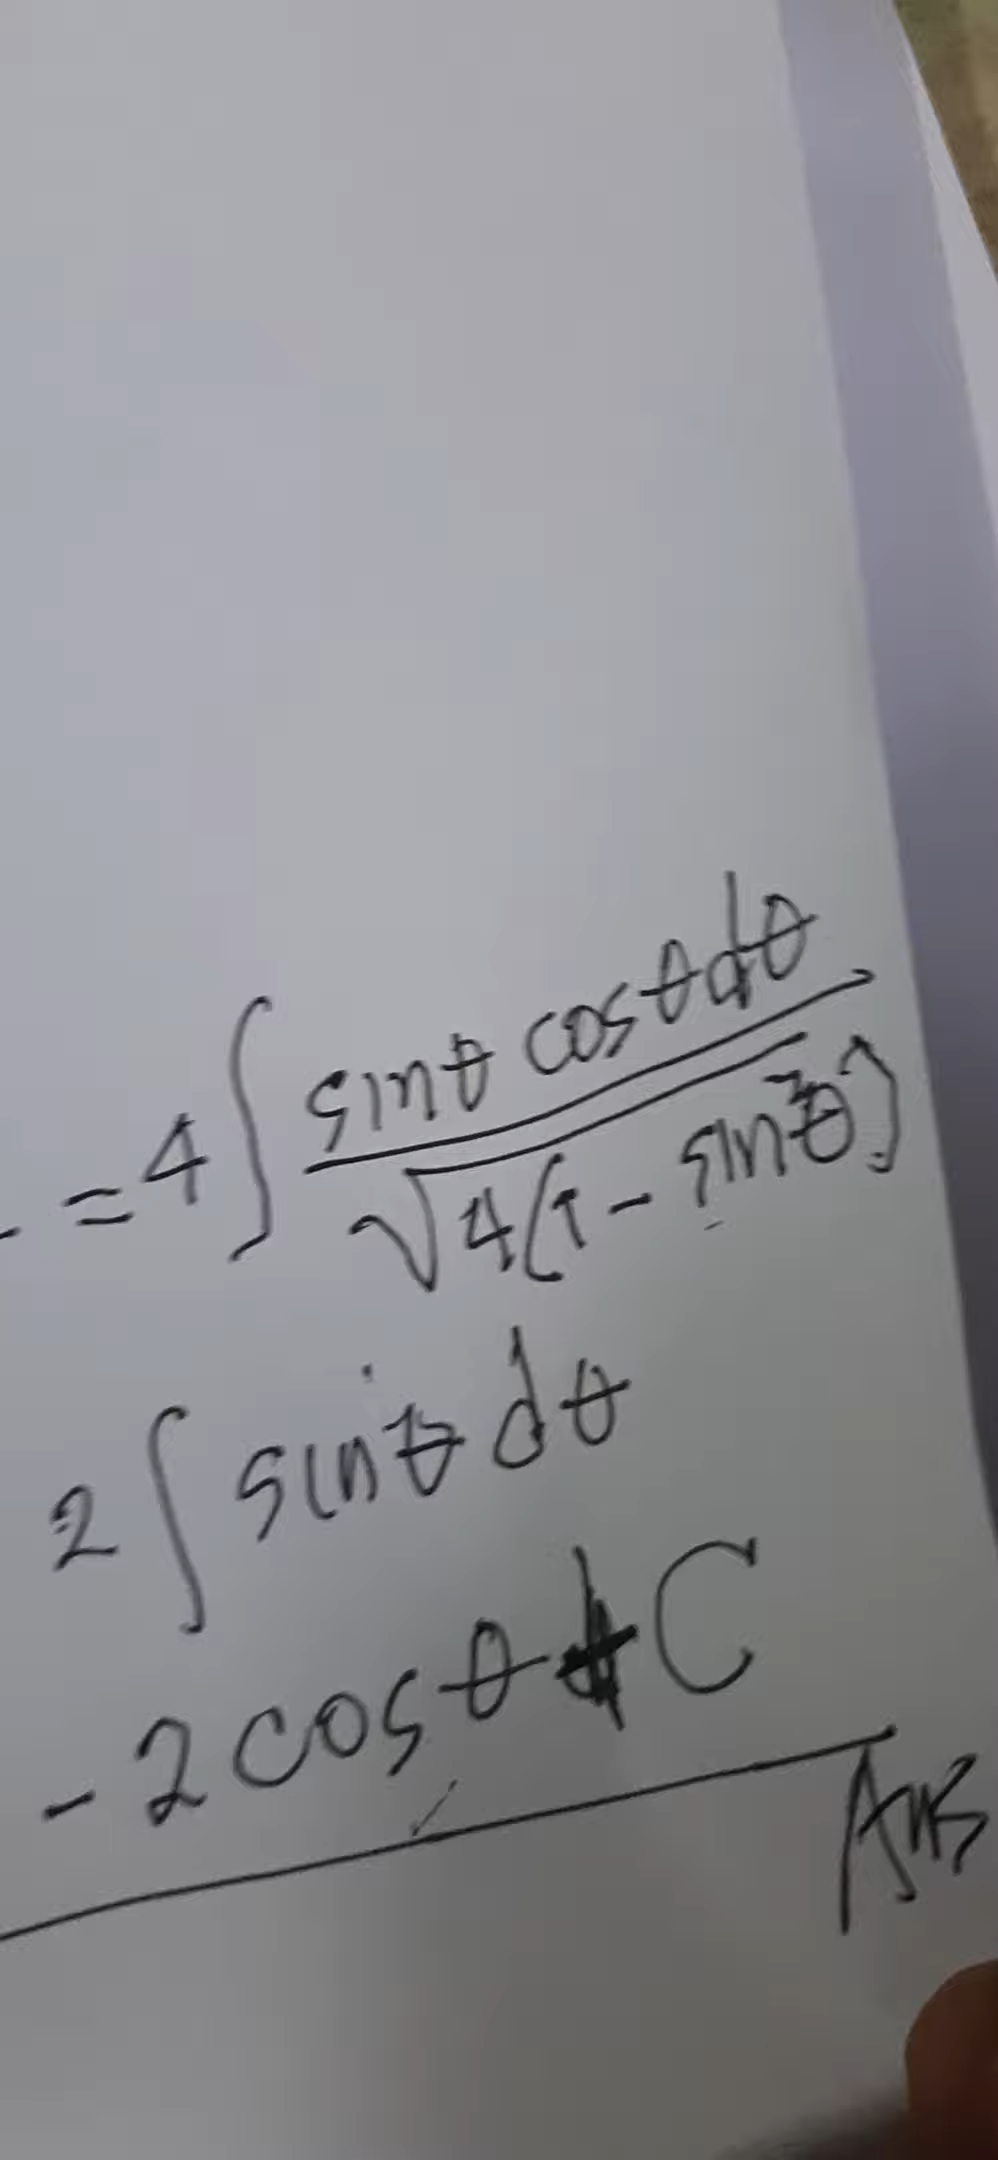 = 4 ∫ sinθ cosθ dθ / √4(1 - sin²θ)
2 ∫ sinθ dθ
- 2 cosθ + C
Ans